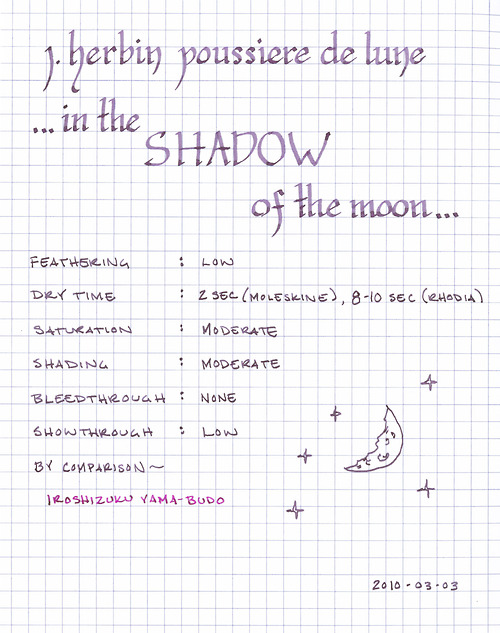 j. herbin poussiere de lune
... in the
SHADOW
of the moon...
FEATHERING : LOW
DRY TIME : 2 SEC (MOLESKINE), 8-10 SEC (RHODIA)
SATURATION : MODERATE
SHADING : MODERATE
BLEEDTHROUGH : NONE
SHOWTHROUGH : LOW
BY COMPARISON ~
IROSHIZUKU YAMA-BUDO
2010-03-03